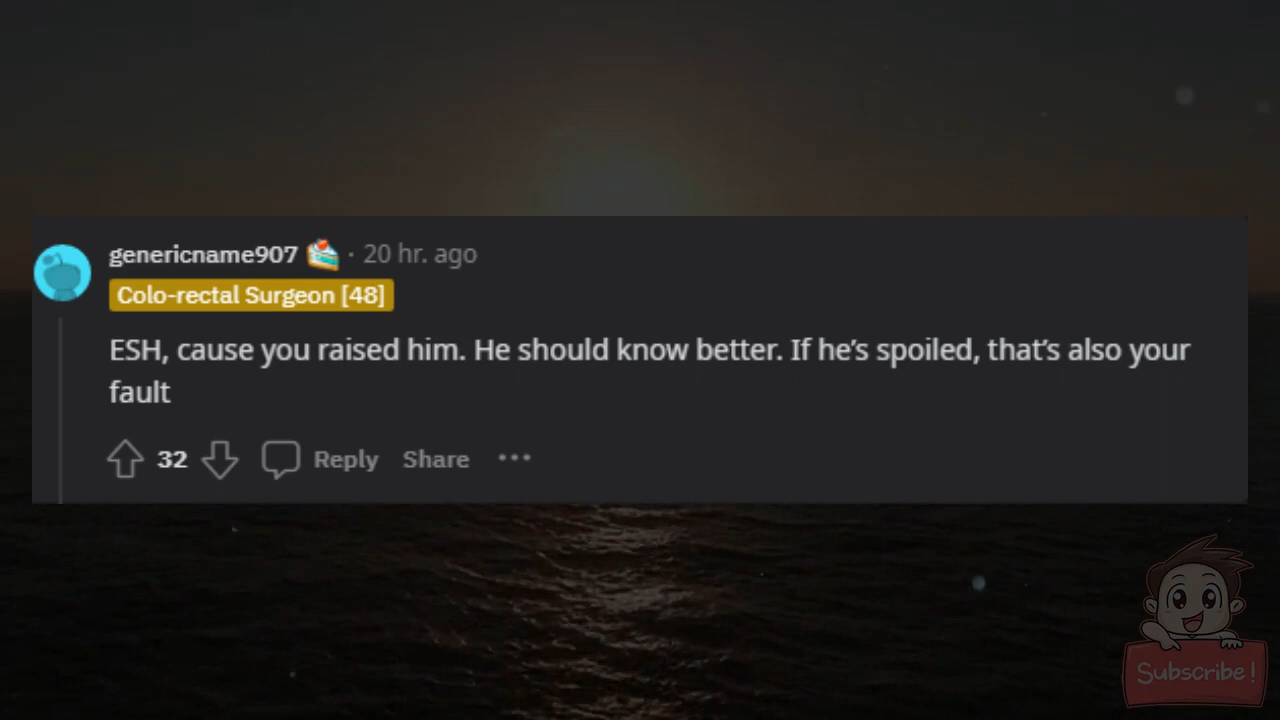 genericname907 · 20 hr. ago
Colo-rectal Surgeon [48]
ESH, cause you raised him. He should know better. If he’s spoiled, that’s also your
fault
32 Reply Share ···
Subscribe!